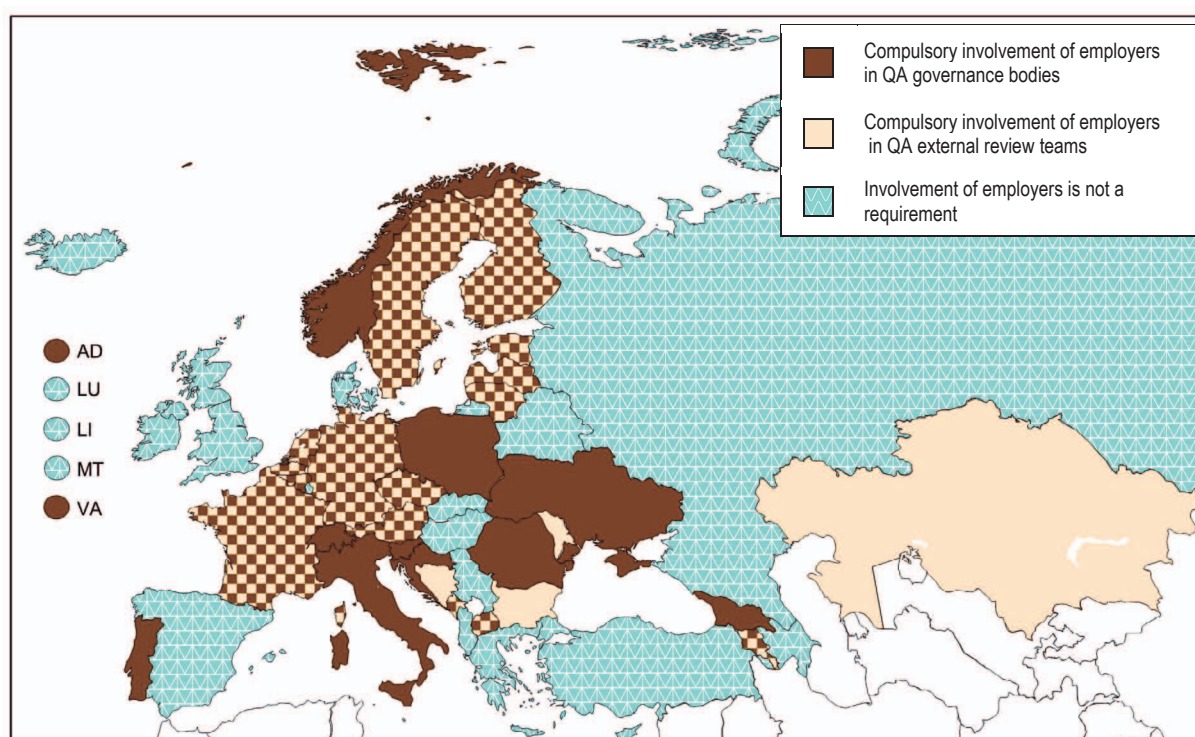 Compulsory involvement of employers
in QA governance bodies
Compulsory involvement of employers
in QA external review teams
Involvement of employers is not a
requirement
AD
LU
LI
MT
VA